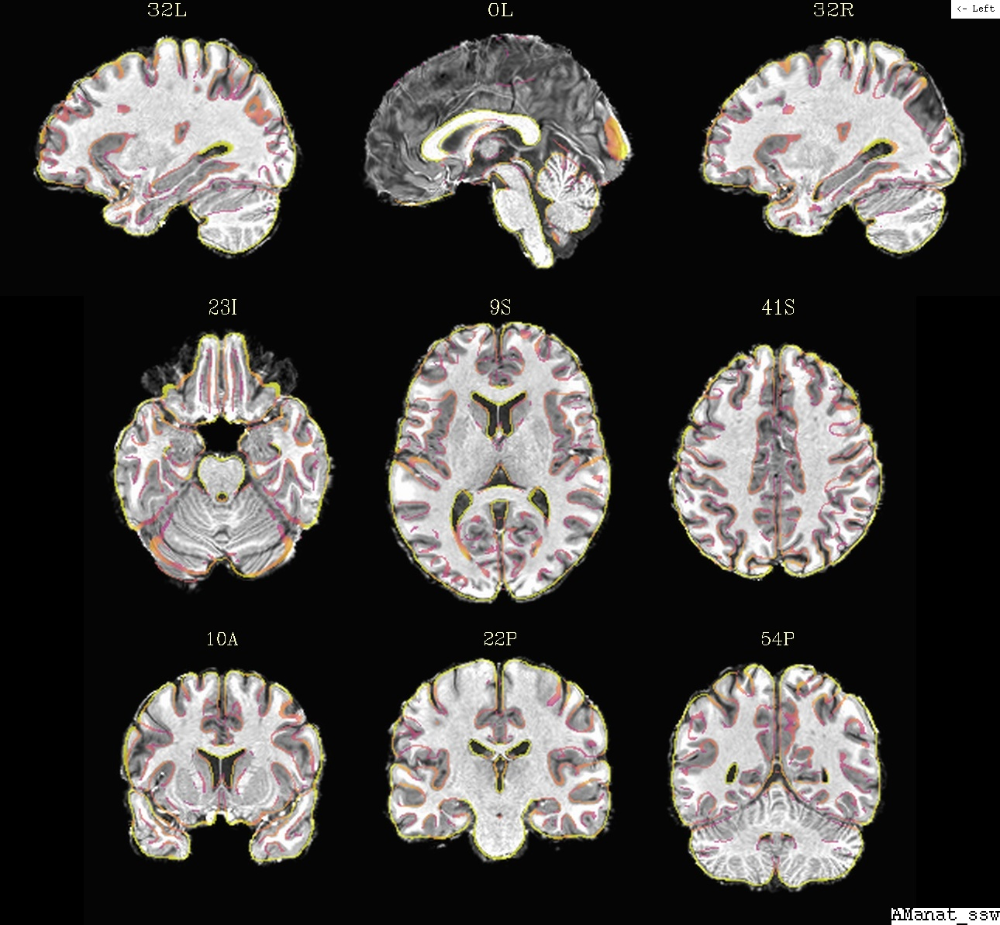 32L 0L 32R <- Left
23I 9S 41S
10A 22P 54P
AManat_ssw